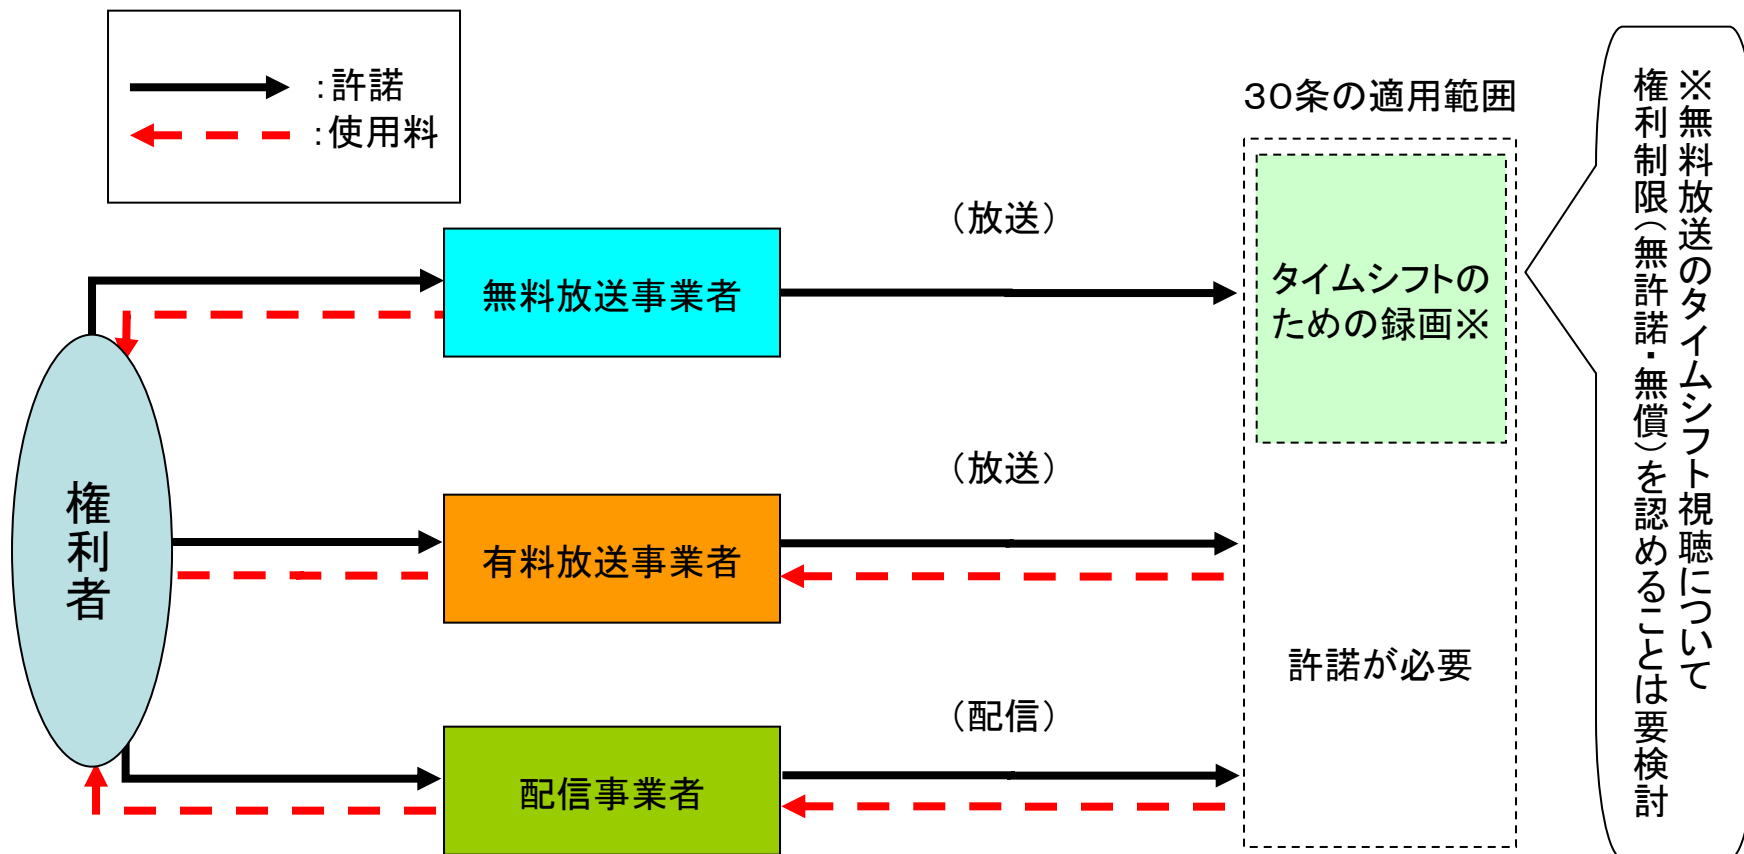 ：許諾
：使用料
30条の適用範囲
（放送）
無料放送事業者
タイムシフトの
ための録画※
※無料放送のタイムシフト視聴について
権利制限（無許諾・無償）を認めることは要検討
権利者
（放送）
有料放送事業者
許諾が必要
（配信）
配信事業者